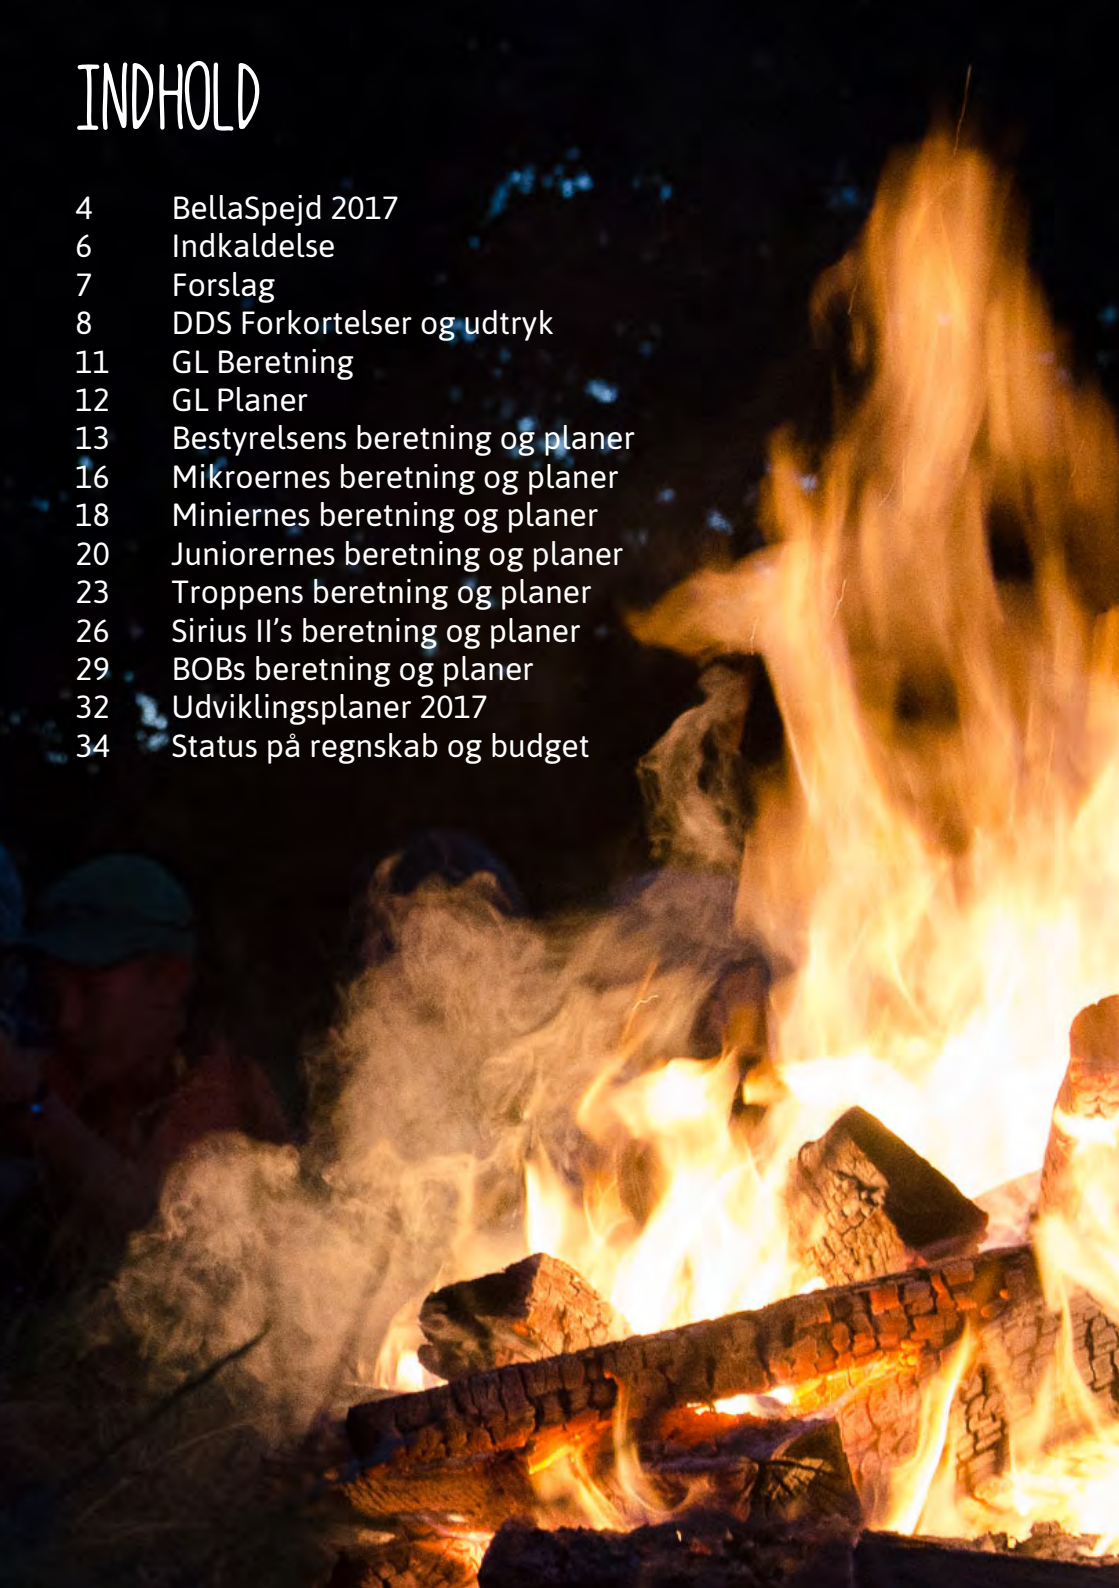 INDHOLD
4 BellaSpejd 2017
6 Indkaldelse
7 Forslag
8 DDS Forkortelser og udtryk
11 GL Beretning
12 GL Planer
13 Bestyrelsens beretning og planer
16 Mikroernes beretning og planer
18 Miniernes beretning og planer
20 Juniorernes beretning og planer
23 Troppens beretning og planer
26 Sirius II’s beretning og planer
29 BOBs beretning og planer
32 Udviklingsplaner 2017
34 Status på regnskab og budget